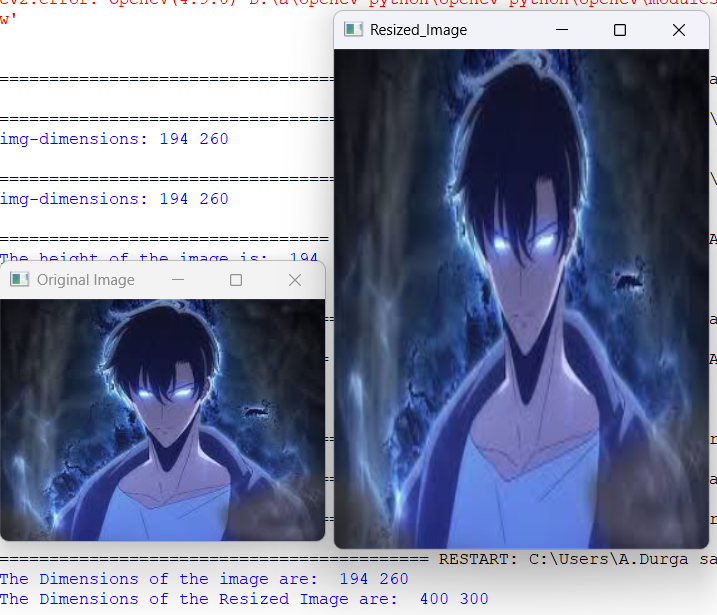 cv2.error: OpenCV(4.9.0) D:\a\opencv-python\opencv-python\opencv\modules
w'
Resized_Image
img-dimensions: 194 260
img-dimensions: 194 260
The height of the image is: 194
Original Image
RESTART: C:\Users\A.Durga sa
The Dimensions of the image are: 194 260
The Dimensions of the Resized Image are: 400 300